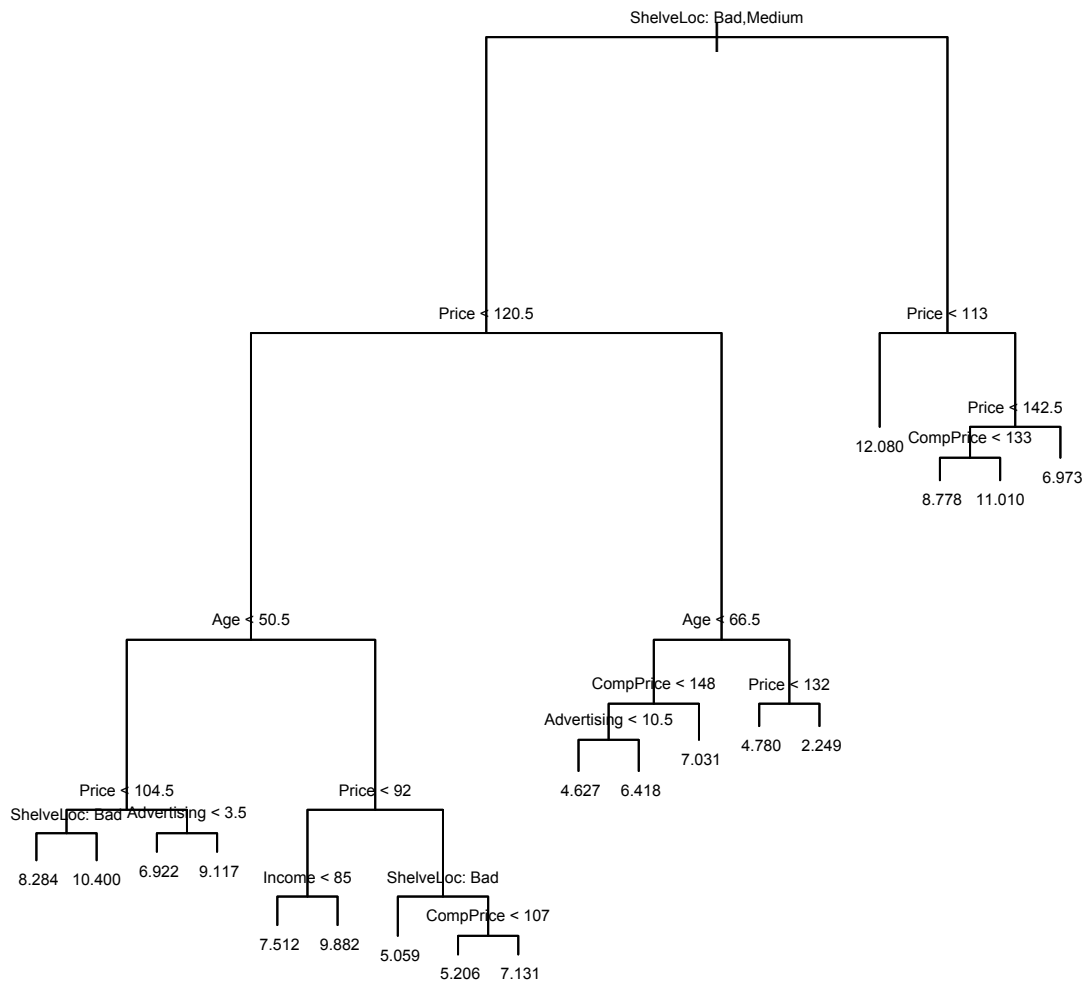 ShelveLoc: Bad,Medium
Price < 120.5
Price < 113
Price < 142.5
12.080
CompPrice < 133
6.973
8.778
11.010
Age < 50.5
Age < 66.5
CompPrice < 148
Price < 132
Advertising < 10.5
7.031
4.780
2.249
4.627
6.418
Price < 104.5
Price < 92
ShelveLoc: Bad
Advertising < 3.5
8.284
10.400
6.922
9.117
Income < 85
ShelveLoc: Bad
CompPrice < 107
7.512
9.882
5.059
5.206
7.131